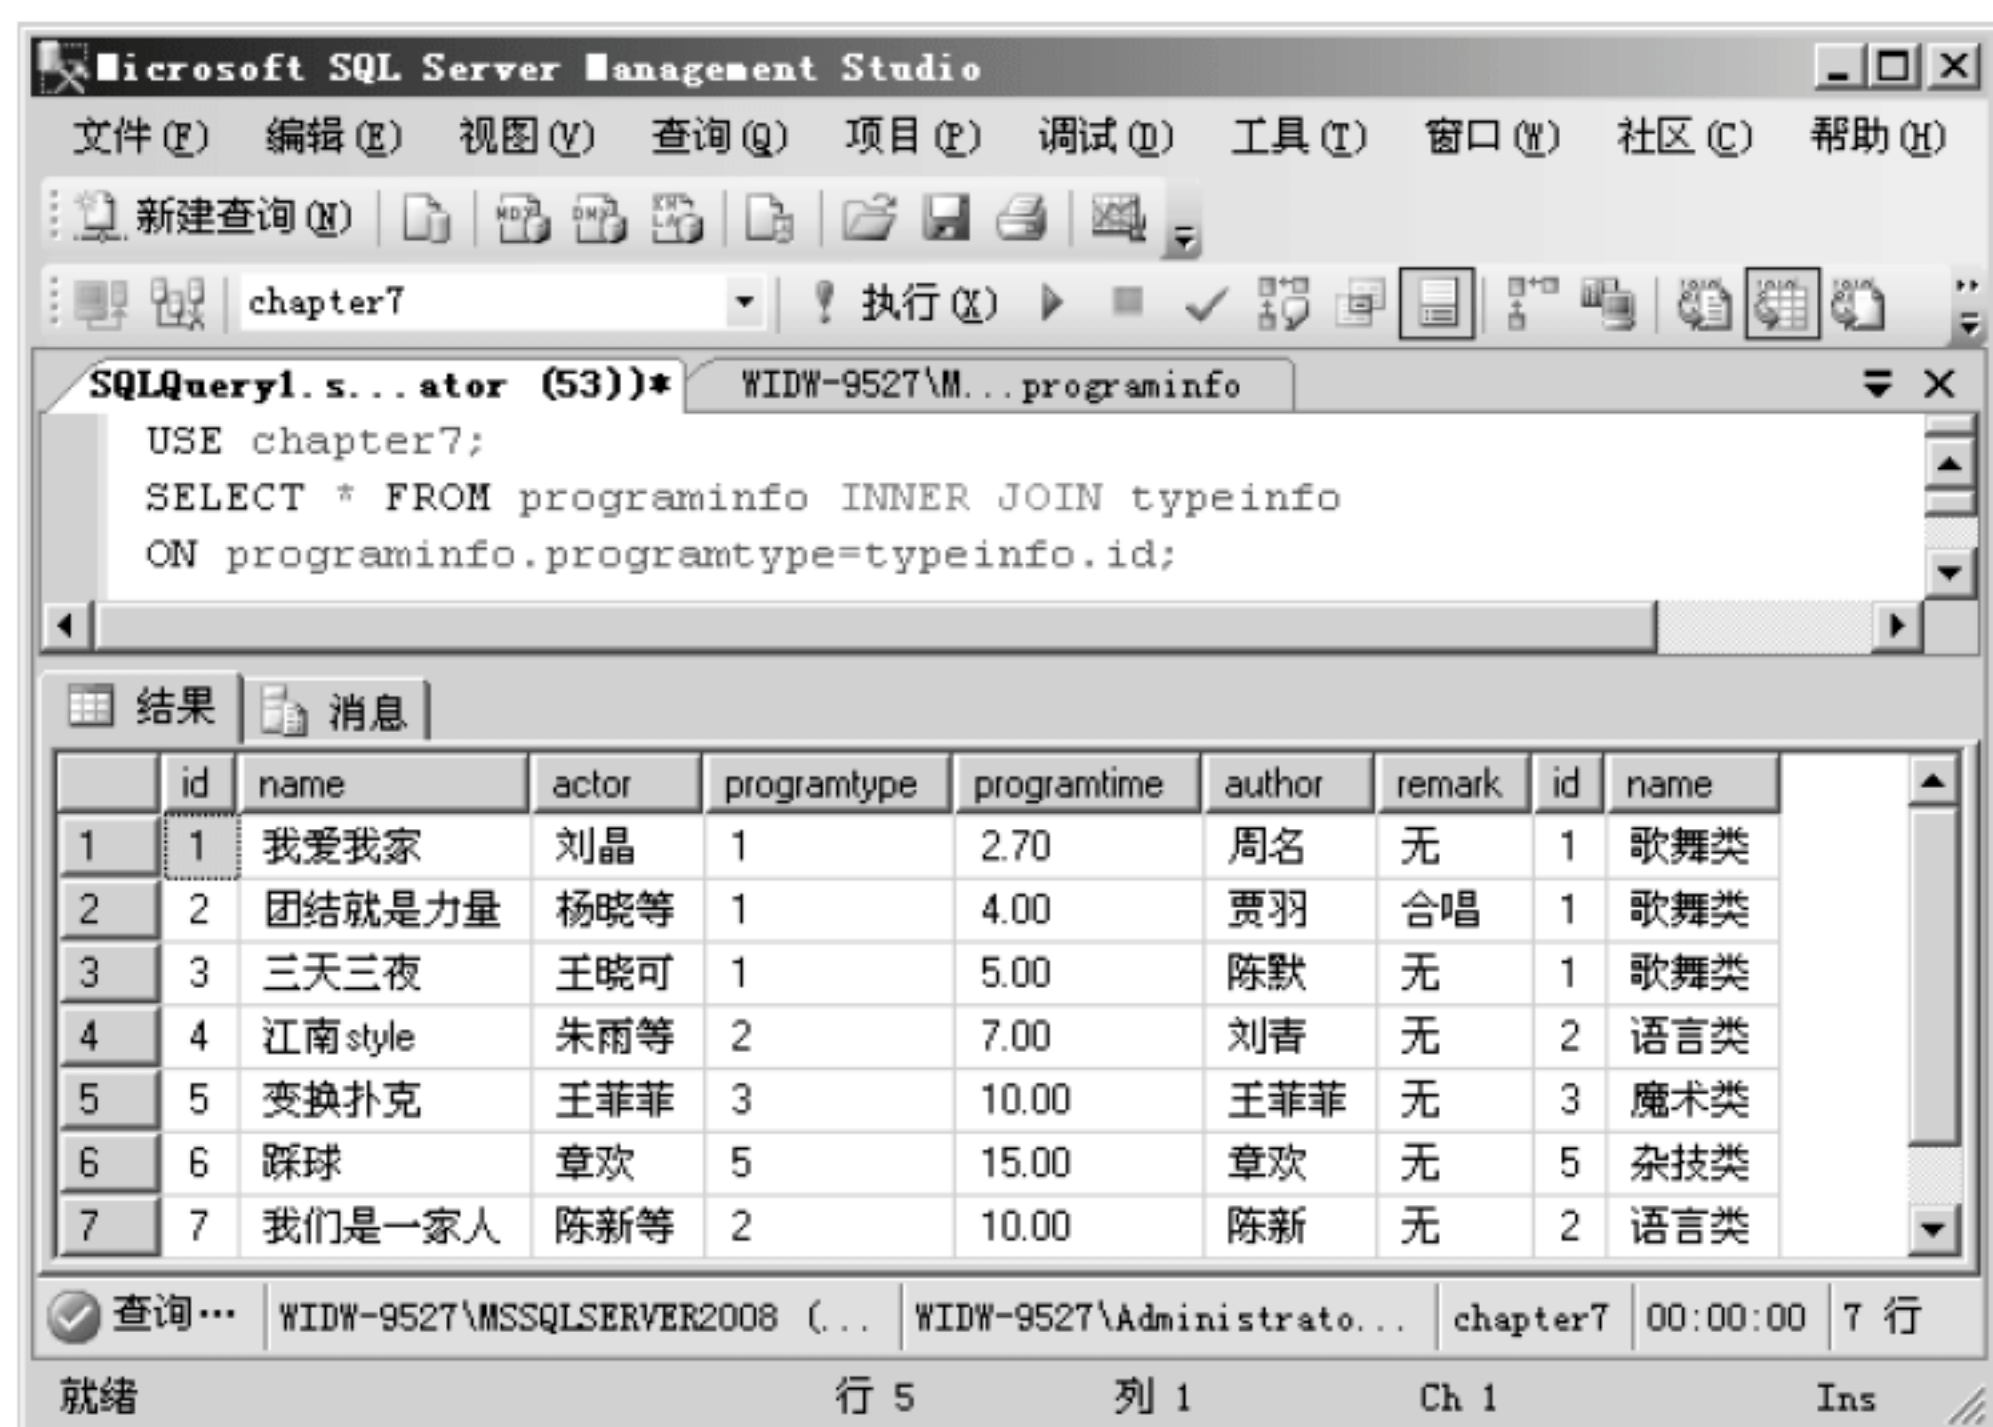 Microsoft SQL Server Management Studio
文件(F) 编辑(E) 视图(V) 查询(Q) 项目(P) 调试(D) 工具(T) 窗口(W) 社区(C) 帮助(H)
新建查询(N)
chapter7 执行(X)
SQLQuery1.s...ator (53))* WIDW-9527\M...programinfo
USE chapter7;
SELECT * FROM programinfo INNER JOIN typeinfo
ON programinfo.programtype=typeinfo.id;
结果 消息
id name actor programtype programtime author remark id name
1 1 我爱我家 刘晶 1 2.70 周名 无 1 歌舞类
2 2 团结就是力量 杨晓等 1 4.00 贾羽 合唱 1 歌舞类
3 3 三天三夜 王晓可 1 5.00 陈默 无 1 歌舞类
4 4 江南style 朱雨等 2 7.00 刘青 无 2 语言类
5 5 变换扑克 王菲菲 3 10.00 王菲菲 无 3 魔术类
6 6 踩球 章欢 5 15.00 章欢 无 5 杂技类
7 7 我们是一家人 陈新等 2 10.00 陈新 无 2 语言类
查询… WIDW-9527\MSSQLSERVER2008 (... WIDW-9527\Administrato... chapter7 00:00:00 7 行
就绪 行 5 列 1 Ch 1 Ins